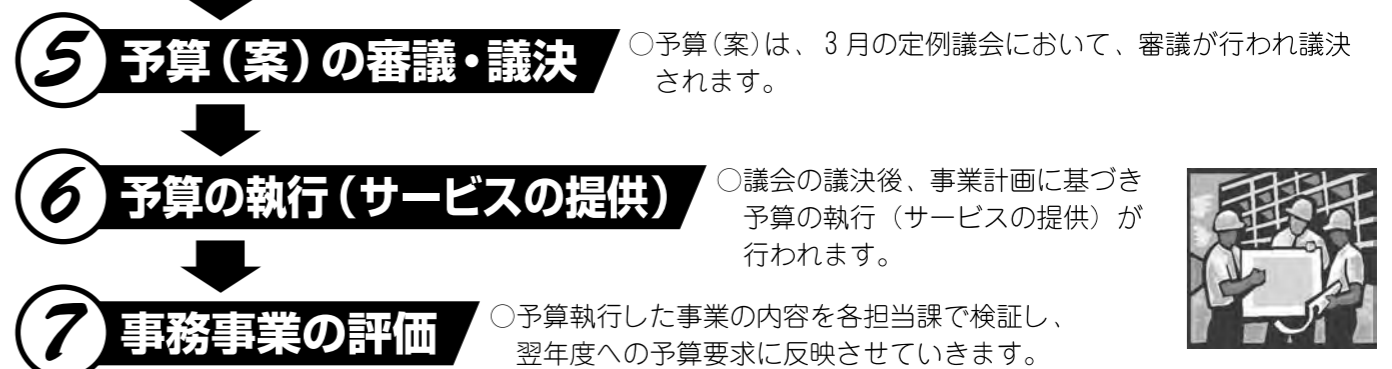 5 予算(案)の審議・議決
○予算(案)は、3月の定例議会において、審議が行われ議決
されます。
6 予算の執行(サービスの提供)
○議会の議決後、事業計画に基づき
予算の執行(サービスの提供)が
行われます。
7 事務事業の評価
○予算執行した事業の内容を各担当課で検証し、
翌年度への予算要求に反映させていきます。